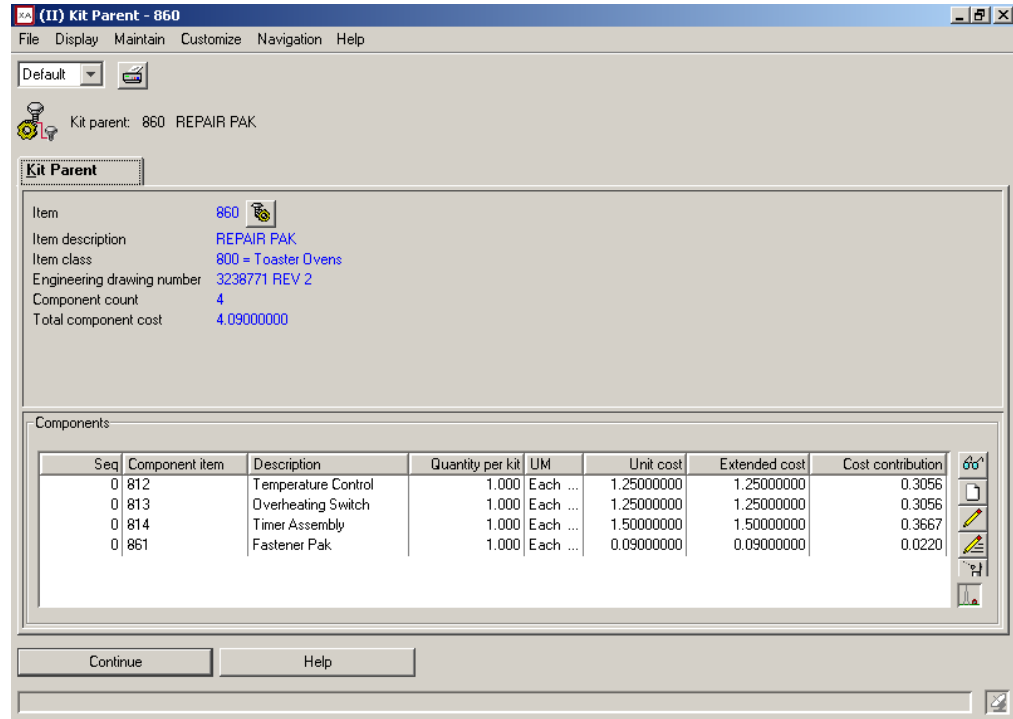 XA (II) Kit Parent - 860
File Display Maintain Customize Navigation Help
Default
Kit parent: 860 REPAIR PAK
Kit Parent
Item 860
Item description REPAIR PAK
Item class 800 = Toaster Ovens
Engineering drawing number 3238771 REV 2
Component count 4
Total component cost 4.09000000
Components
Seq Component item Description Quantity per kit UM Unit cost Extended cost Cost contribution
0 812 Temperature Control 1.000 Each ... 1.25000000 1.25000000 0.3056
0 813 Overheating Switch 1.000 Each ... 1.25000000 1.25000000 0.3056
0 814 Timer Assembly 1.000 Each ... 1.50000000 1.50000000 0.3667
0 861 Fastener Pak 1.000 Each ... 0.09000000 0.09000000 0.0220
Continue Help